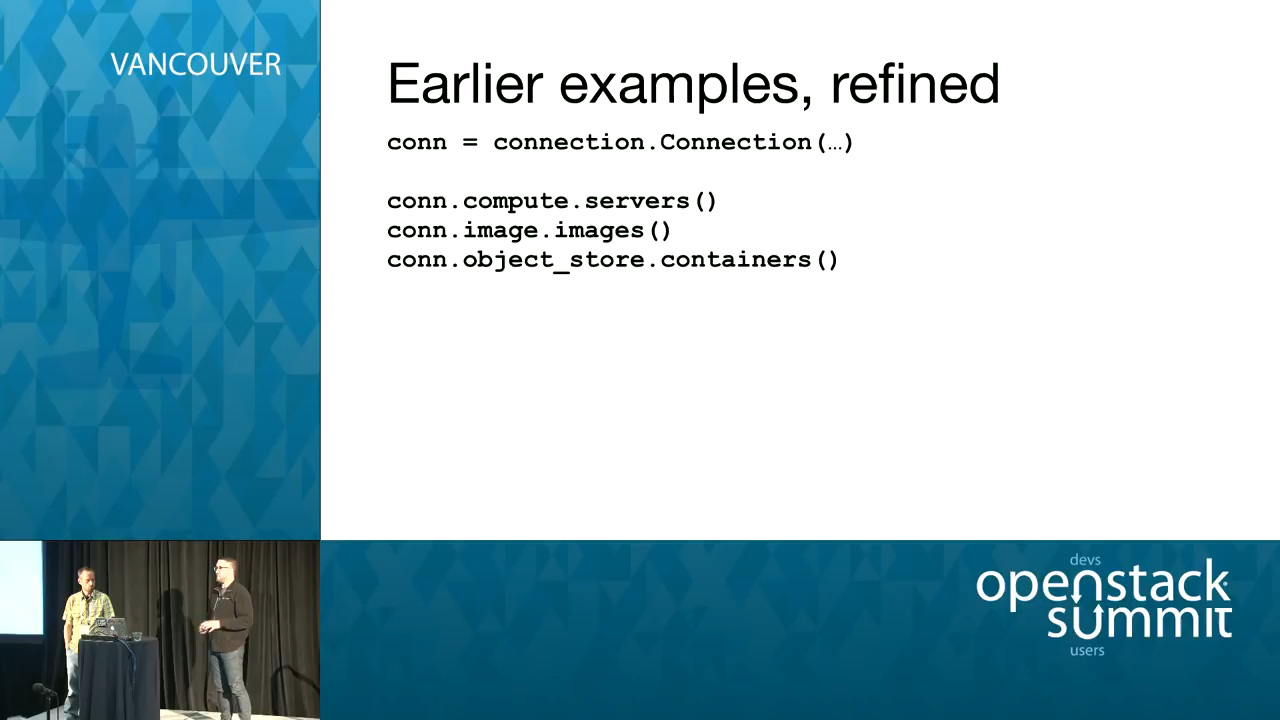 VANCOUVER
Earlier examples, refined
conn = connection.Connection(…)
conn.compute.servers()
conn.image.images()
conn.object_store.containers()
devs
openstack
summit
users